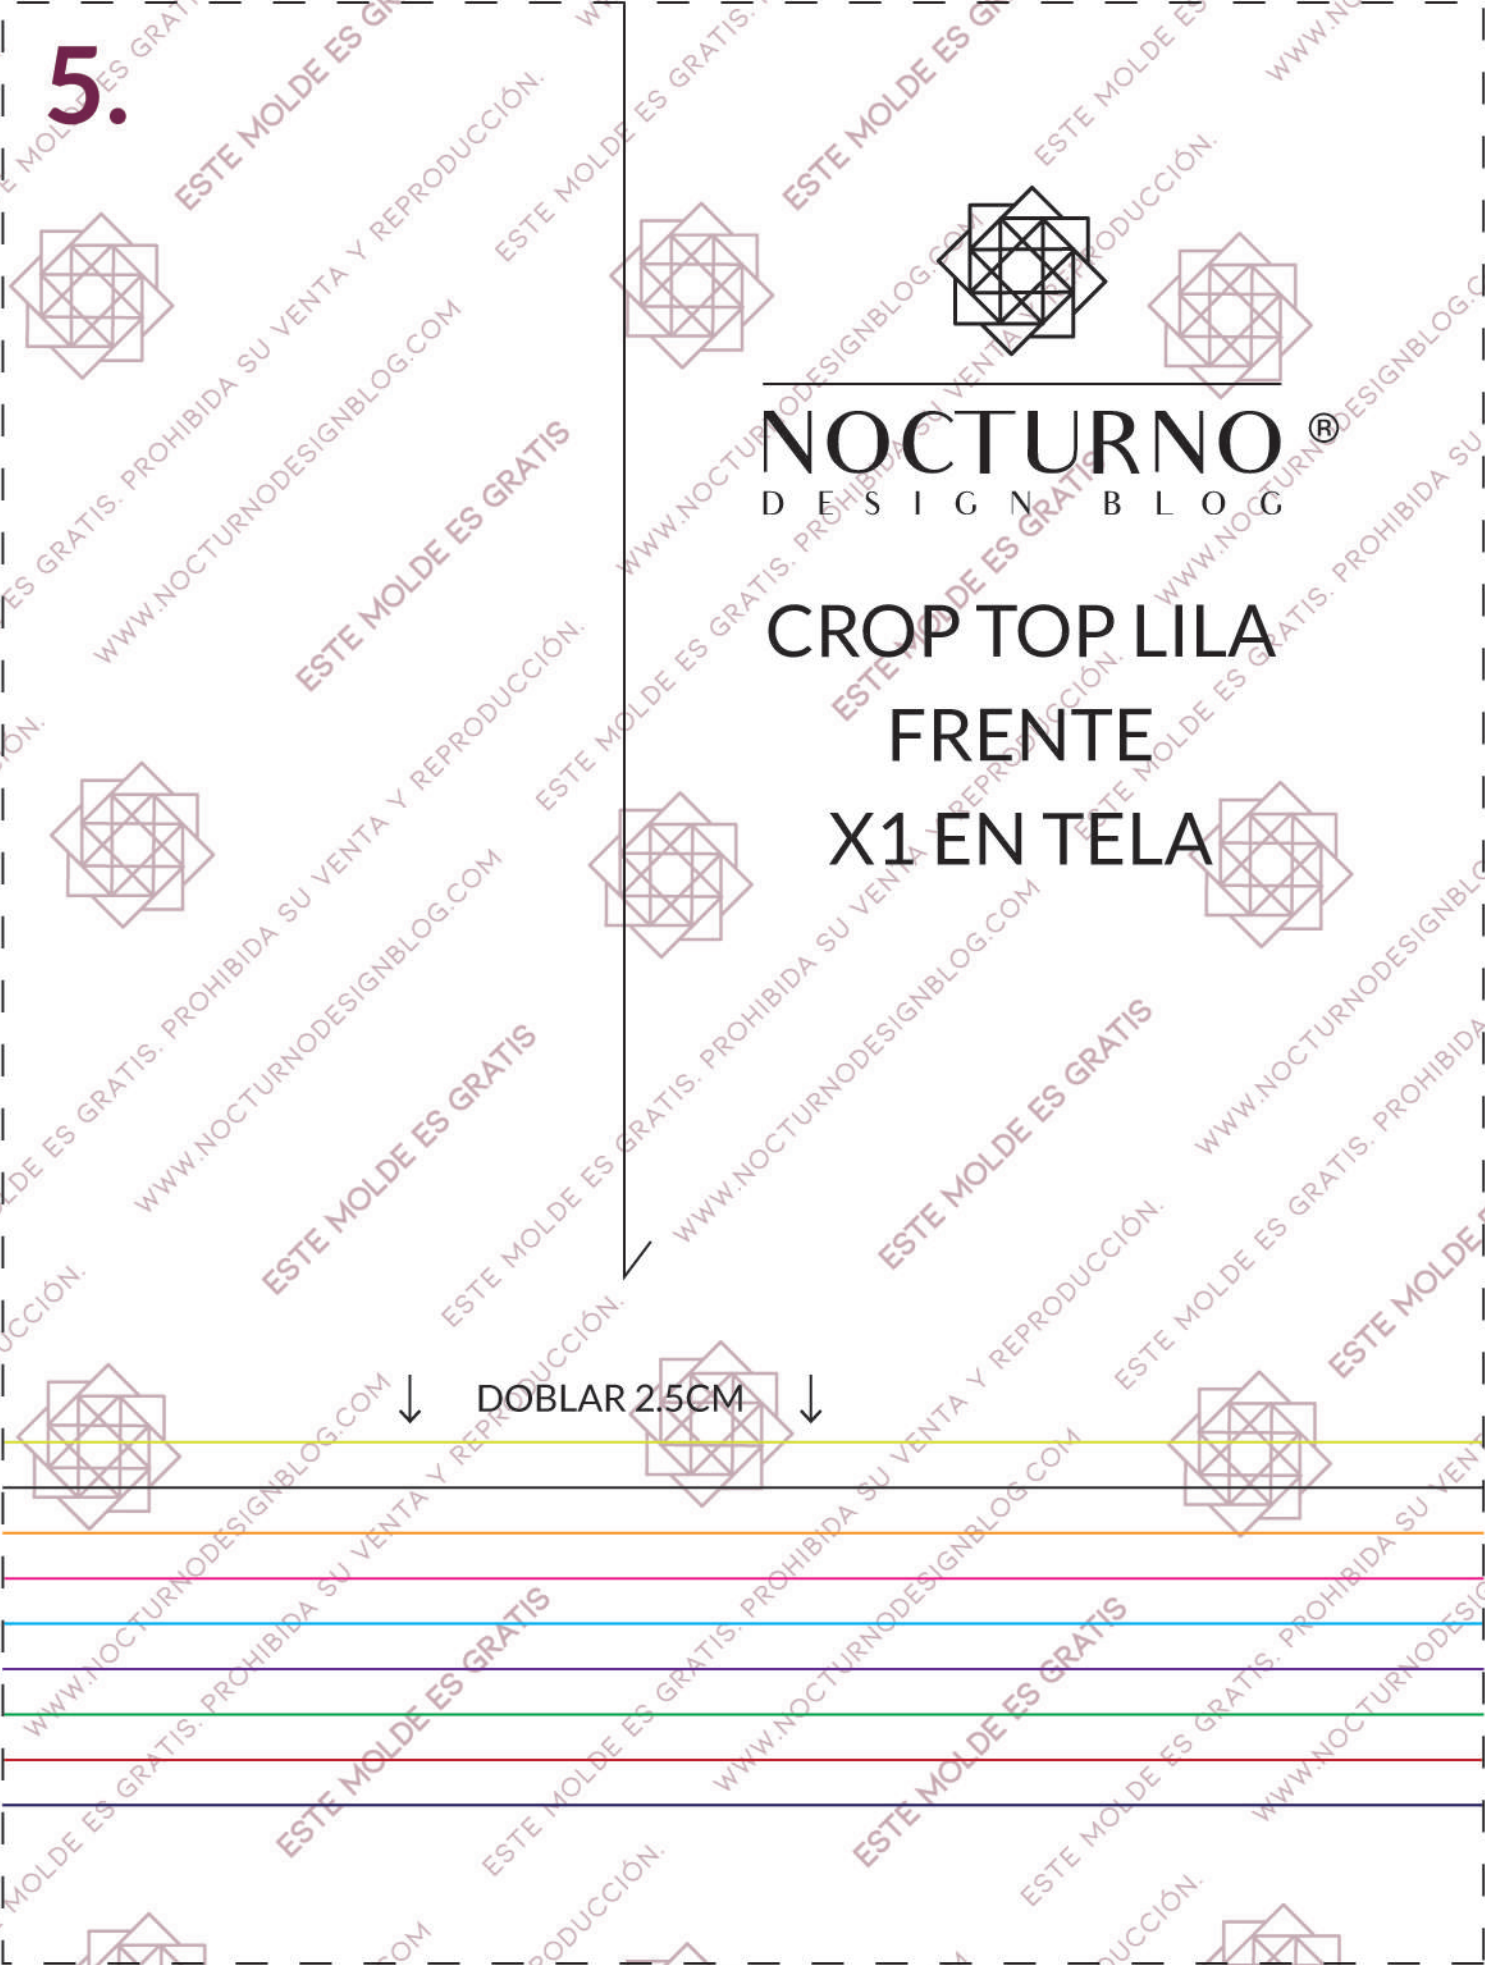 5.
NOCTURNO ®
DESIGN BLOG
CROP TOP LILA
FRENTE
X1 EN TELA
DOBLAR 2.5CM
ESTE MOLDE ES GRATIS
ESTE MOLDE ES GRATIS. PROHIBIDA SU VENTA Y REPRODUCCIÓN.
WWW.NOCTURNODESIGNBLOG.COM